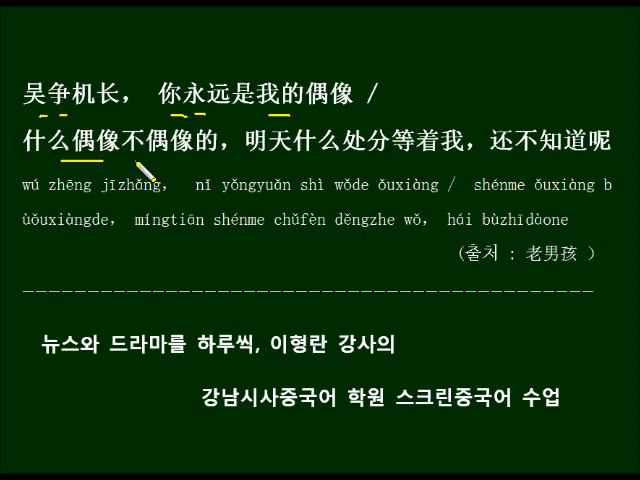 吴争机长， 你永远是我的偶像 /
什么偶像不偶像的，明天什么处分等着我，还不知道呢
wú zhēng jīzhǎng， nǐ yǒngyuǎn shì wǒde ǒuxiàng / shénme ǒuxiàng b
ùǒuxiàngde， míngtiān shénme chǔfèn děngzhe wǒ， hái bùzhīdàone
(출처 : 老男孩 )
--------------------------------------------
뉴스와 드라마를 하루씩, 이형란 강사의
강남시사중국어 학원 스크린중국어 수업